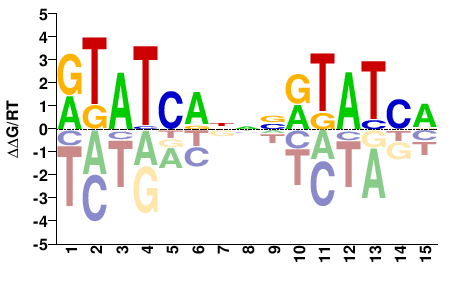 5
4
3
2
1
0
-1
-2
-3
-4
-5
ΔΔG/RT
G T A T C A G T A T C A
A G C
C C C A T G T C C C T G T C
T A T G A C T A T A G T
C C
1 2 3 4 5 6 7 8 9 10 11 12 13 14 15